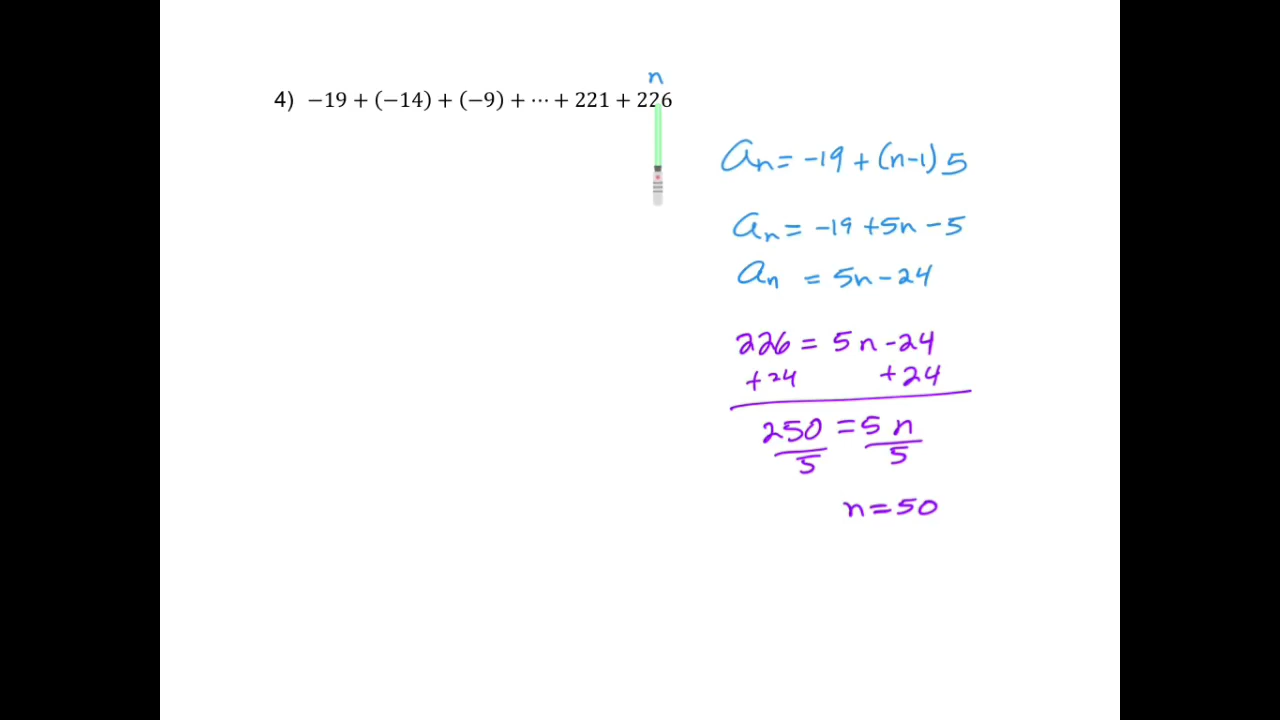 n
4) −19 + (−14) + (−9) + ⋯ + 221 + 226
an = -19 + (n-1) 5
an = -19 +5n -5
an = 5n - 24
226 = 5n -24
+24 +24
250 = 5n
5 5
n = 50